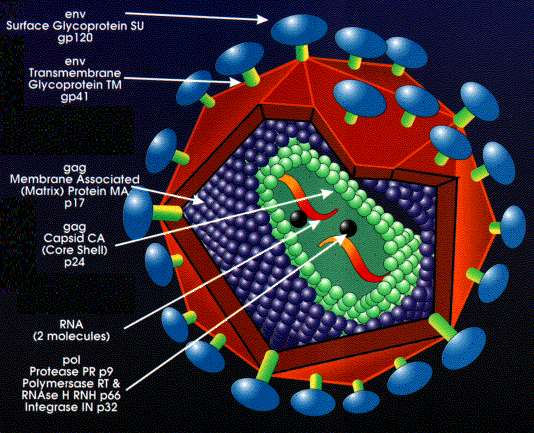 env
Surface Glycoprotein SU
gp120
env
Transmembrane
Glycoprotein TM
gp41
gag
Membrane Associated
(Matrix) Protein MA
p17
gag
Capsid CA
(Core Shell)
p24
RNA
(2 molecules)
pol
Protease PR p9
Polymersase RT &
RNAse H RNH p66
Integrase IN p32